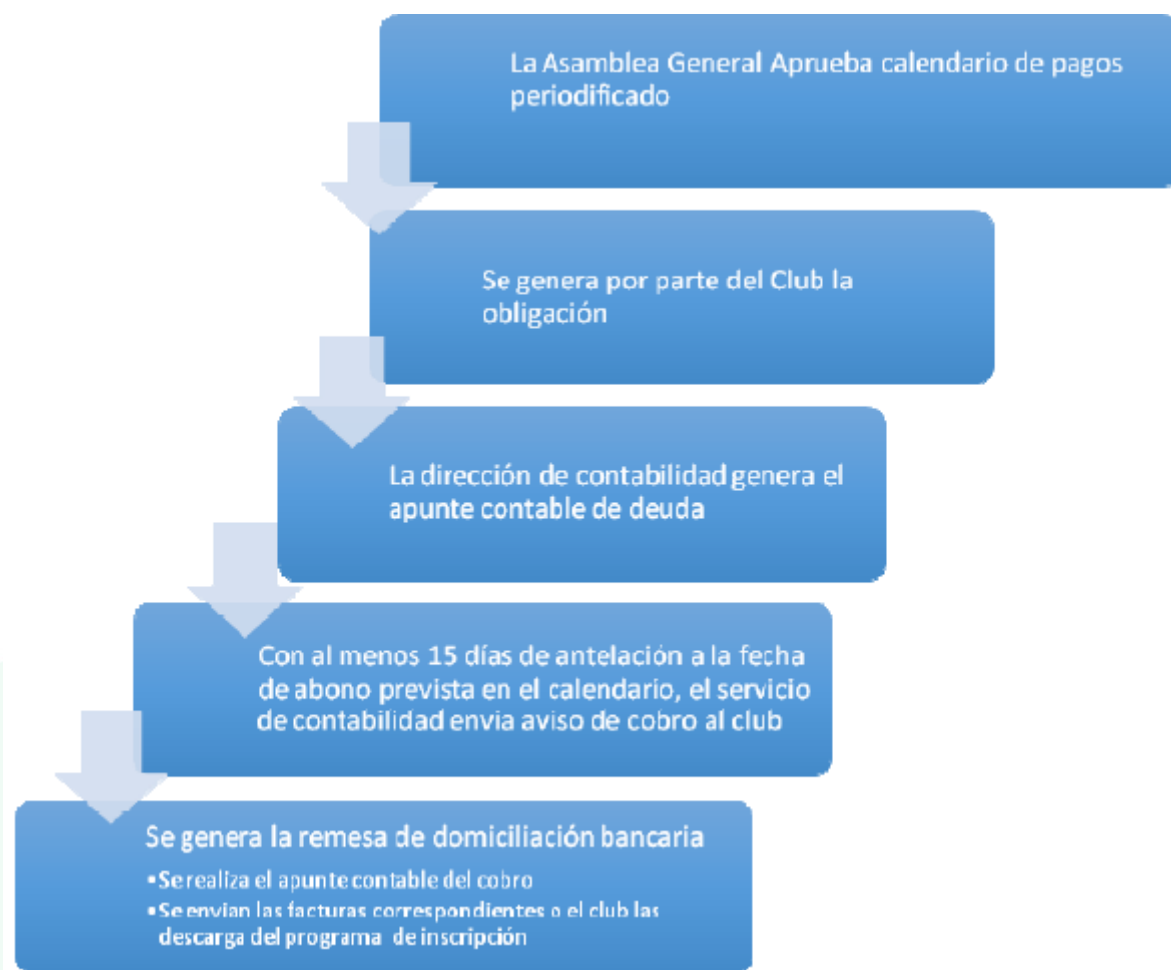 La Asamblea General Aprueba calendario de pagos
periodificado
Se genera por parte del Club la
obligación
La dirección de contabilidad genera el
apunte contable de deuda
Con al menos 15 días de antelación a la fecha
de abono prevista en el calendario, el servicio
de contabilidad envia aviso de cobro al club
Se genera la remesa de domiciliación bancaria
•Se realiza el apunte contable del cobro
•Se envían las facturas correspondientes o el club las
descarga del programa de inscripción